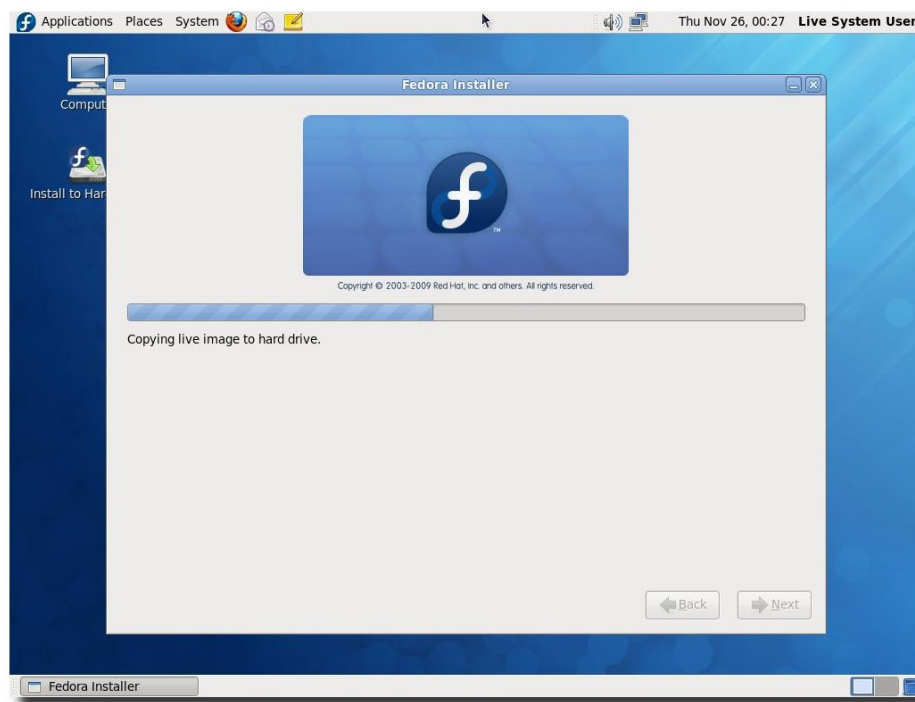 Applications Places System Thu Nov 26, 00:27 Live System User
Comput
Install to Har
Fedora Installer
f TM
Copyright © 2003-2009 Red Hat, Inc. and others. All rights reserved.
Copying live image to hard drive.
Back Next
Fedora Installer